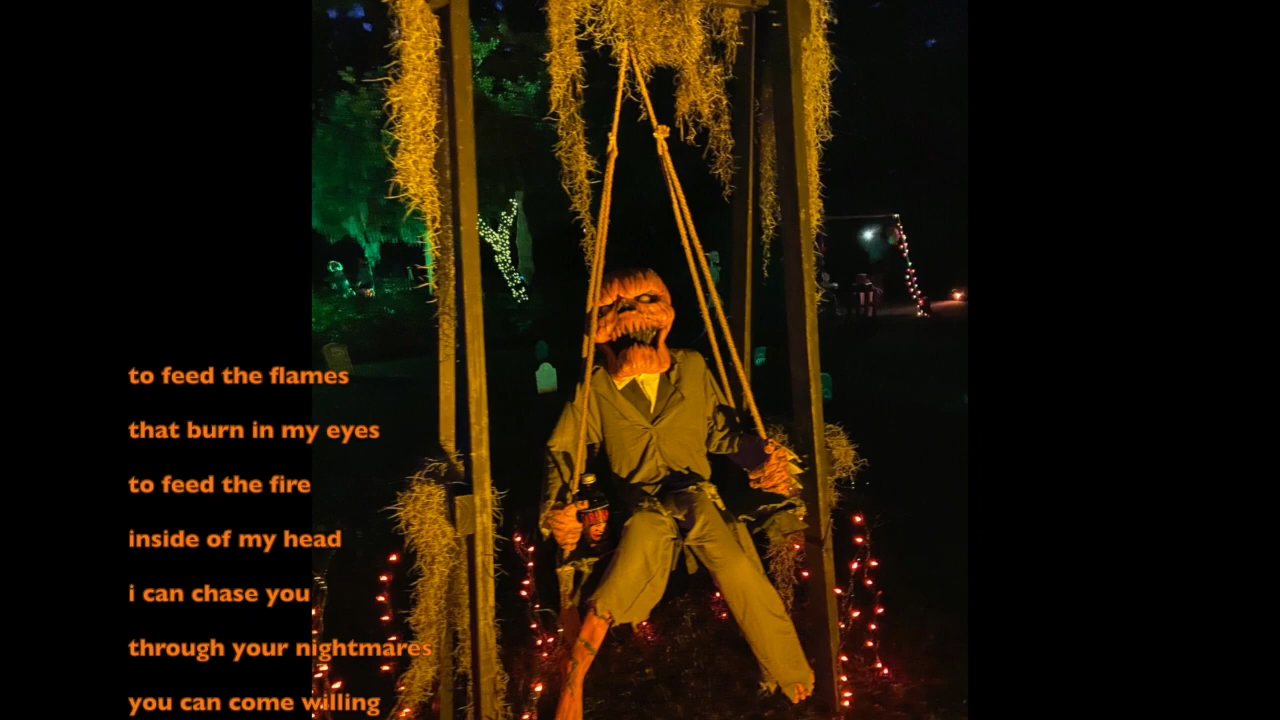 to feed the flames
that burn in my eyes
to feed the fire
inside of my head
i can chase you
through your nightmares
you can come willing